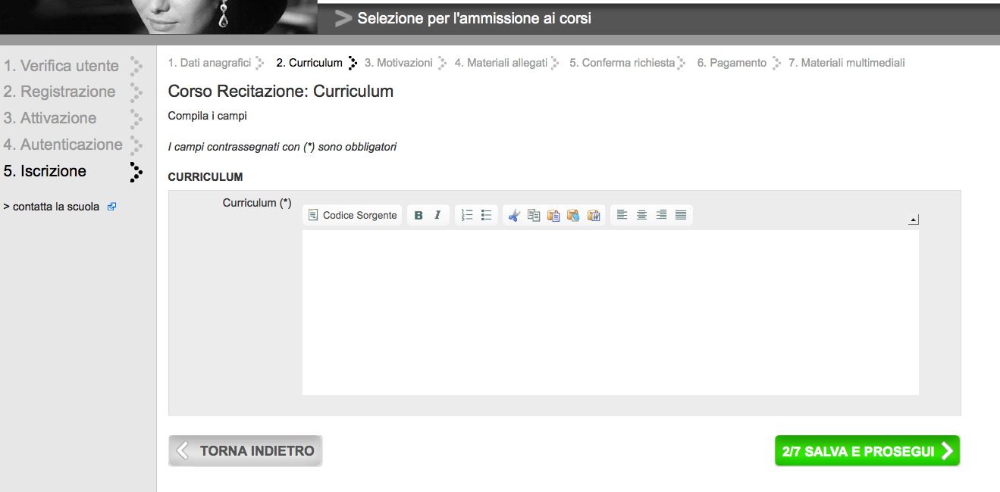 Selezione per l'ammissione ai corsi
1. Verifica utente
2. Registrazione
3. Attivazione
4. Autenticazione
5. Iscrizione
> contatta la scuola
1. Dati anagrafici 2. Curriculum 3. Motivazioni 4. Materiali allegati 5. Conferma richiesta 6. Pagamento 7. Materiali multimediali
Corso Recitazione: Curriculum
Compila i campi
I campi contrassegnati con (*) sono obbligatori
CURRICULUM
Curriculum (*)
Codice Sorgente B I
TORNA INDIETRO
2/7 SALVA E PROSEGUI